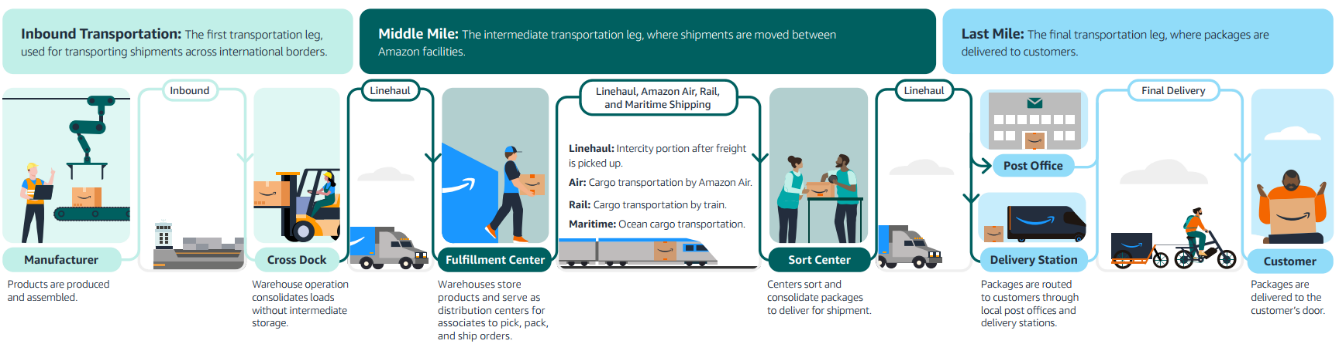 Inbound Transportation: The first transportation leg,
used for transporting shipments across international borders.
Middle Mile: The intermediate transportation leg, where shipments are moved between
Amazon facilities.
Last Mile: The final transportation leg, where packages are
delivered to customers.
Inbound
Linehaul
Linehaul, Amazon Air, Rail,
and Maritime Shipping
Linehaul
Final Delivery
Linehaul: Intercity portion after freight
is picked up.
Air: Cargo transportation by Amazon Air.
Rail: Cargo transportation by train.
Maritime: Ocean cargo transportation.
Post Office
Manufacturer
Cross Dock
Fulfillment Center
Sort Center
Delivery Station
Customer
Products are produced
and assembled.
Warehouse operation
consolidates loads
without intermediate
storage.
Warehouses store
products and serve as
distribution centers for
associates to pick, pack,
and ship orders.
Centers sort and
consolidate packages
to deliver for shipment.
Packages are routed
to customers through
local post offices and
delivery stations.
Packages are
delivered to the
customer's door.